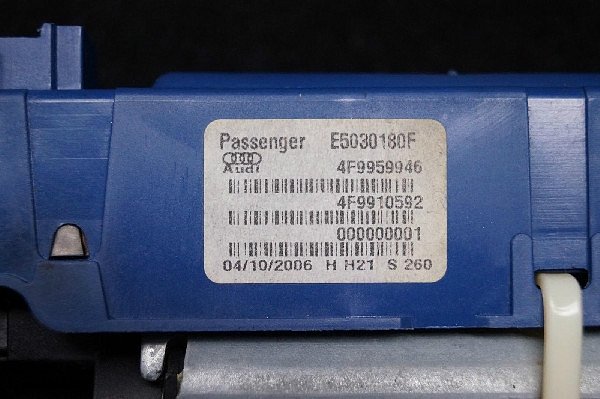 Passenger E5030180F
Audi 4F9959946
4F9910592
000000001
04/10/2006 H H21 S 260